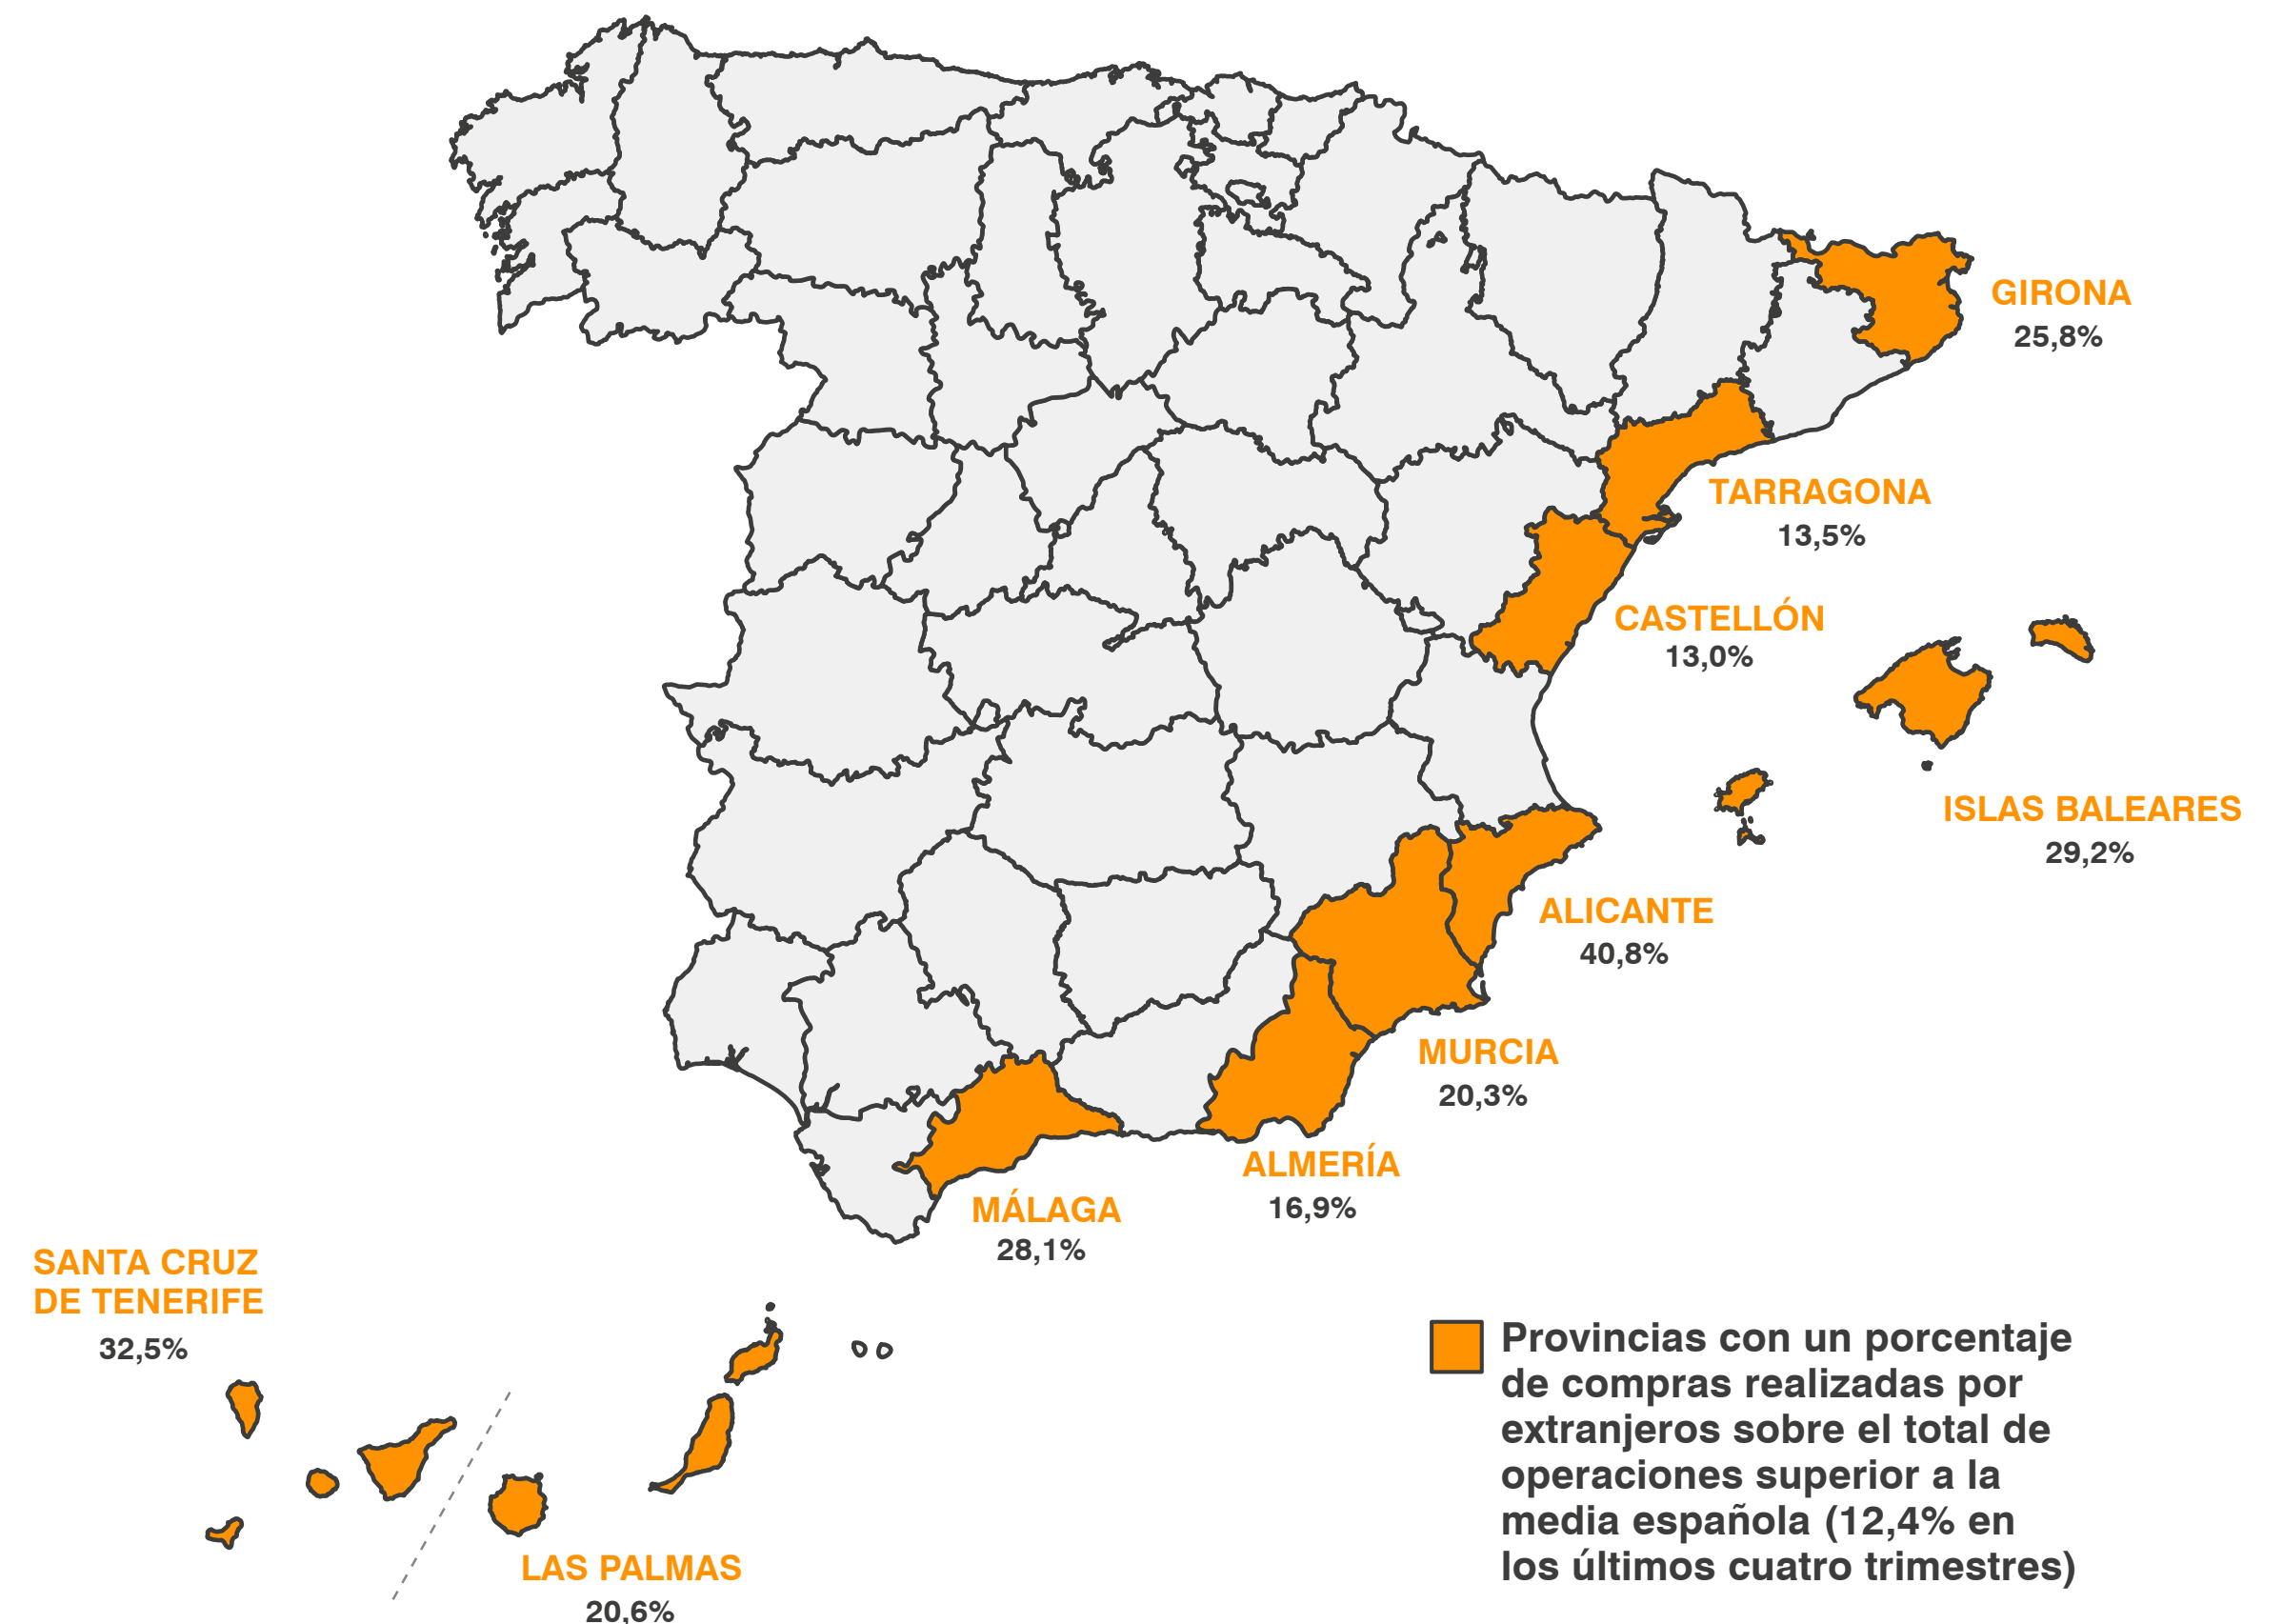 GIRONA
25,8%
TARRAGONA
13,5%
CASTELLÓN
13,0%
ISLAS BALEARES
29,2%
ALICANTE
40,8%
MURCIA
20,3%
ALMERÍA
16,9%
MÁLAGA
28,1%
SANTA CRUZ
DE TENERIFE
32,5%
LAS PALMAS
20,6%
Provincias con un porcentaje
de compras realizadas por
extranjeros sobre el total de
operaciones superior a la
media española (12,4% en
los últimos cuatro trimestres)